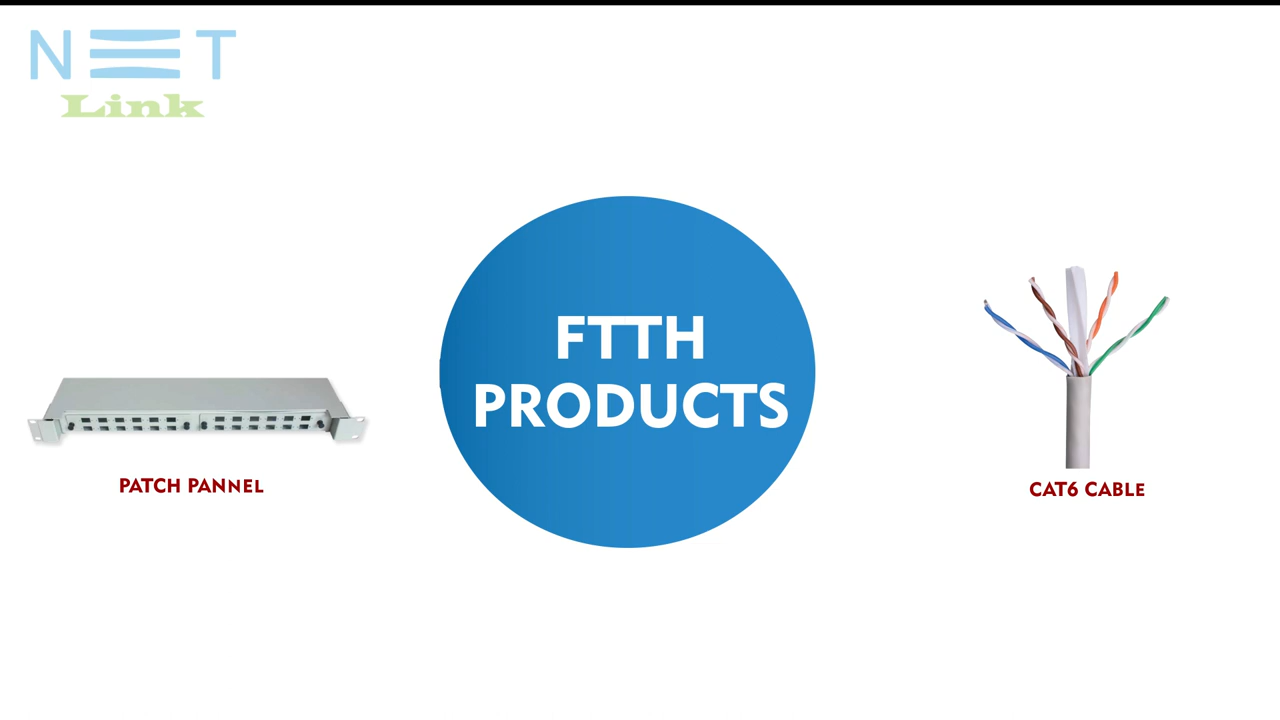 NET
Link
FTTH
PRODUCTS
PATCH PANNEL
CAT6 CABLE